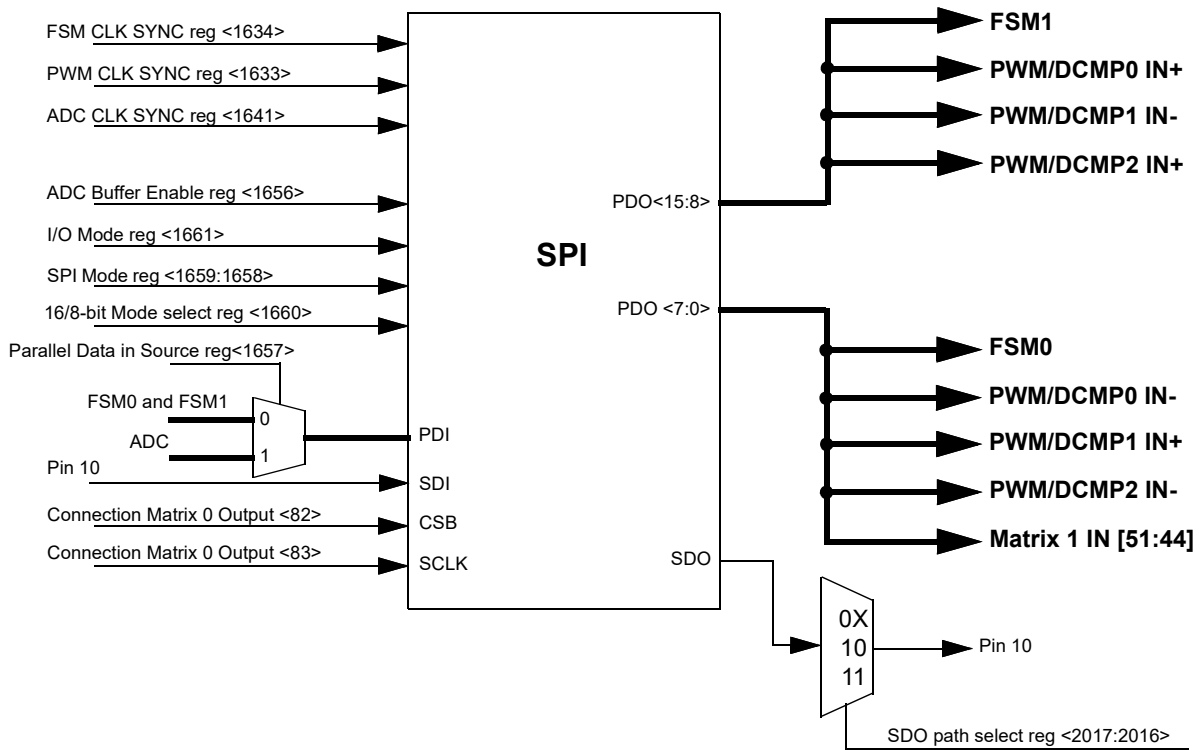 FSM CLK SYNC reg <1634>
PWM CLK SYNC reg <1633>
ADC CLK SYNC reg <1641>
ADC Buffer Enable reg <1656>
I/O Mode reg <1661>
SPI Mode reg <1659:1658>
16/8-bit Mode select reg <1660>
Parallel Data in Source reg<1657>
FSM0 and FSM1
0
ADC
1
Pin 10
Connection Matrix 0 Output <82>
Connection Matrix 0 Output <83>
SPI
PDI
SDI
CSB
SCLK
PDO<15:8>
PDO <7:0>
SDO
FSM1
PWM/DCMP0 IN+
PWM/DCMP1 IN-
PWM/DCMP2 IN+
FSM0
PWM/DCMP0 IN-
PWM/DCMP1 IN+
PWM/DCMP2 IN-
Matrix 1 IN [51:44]
0X
10
11
Pin 10
SDO path select reg <2017:2016>